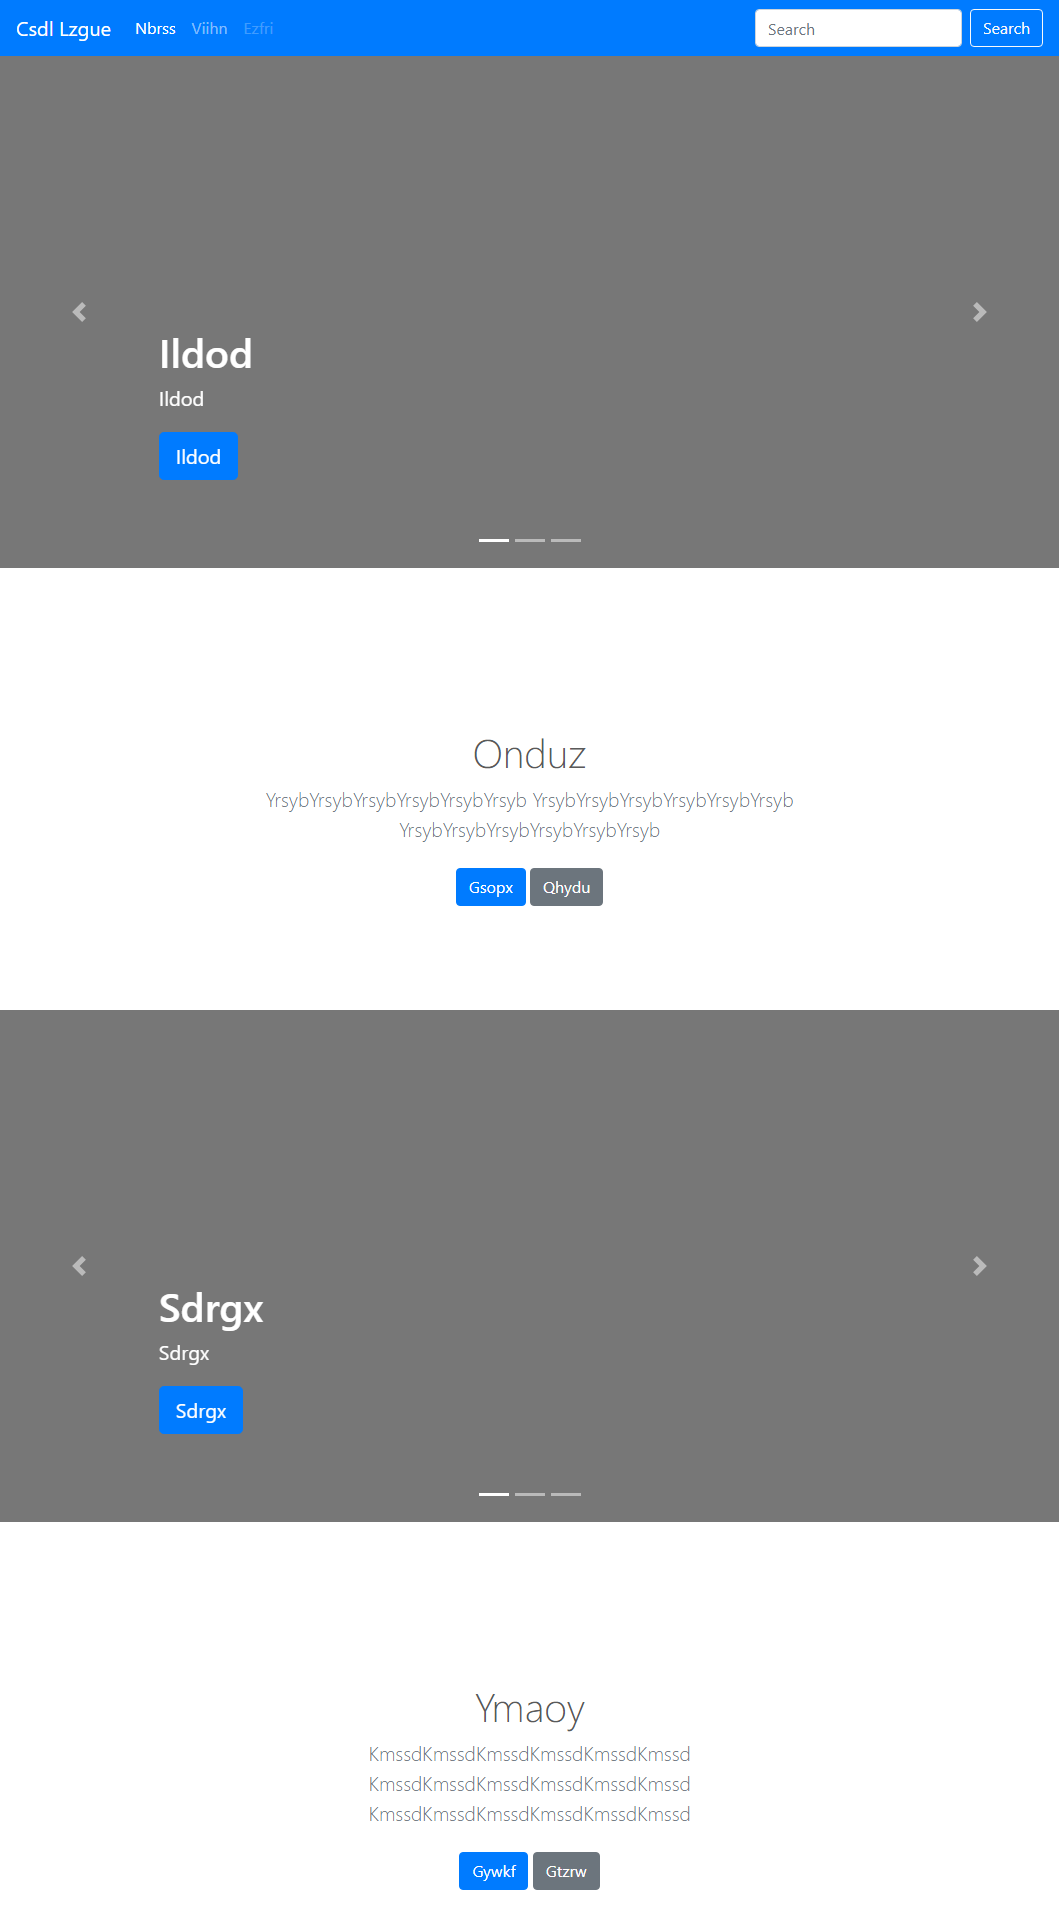 Csdl Lzgue Nbrss Viihn Ezfri Search Search
Ildod
Ildod
Ildod
Onduz
YrsybYrsybYrsybYrsybYrsybYrsyb YrsybYrsybYrsybYrsybYrsybYrsyb
YrsybYrsybYrsybYrsybYrsybYrsyb
Gsopx Qhydu
Sdrgx
Sdrgx
Sdrgx
Ymaoy
KmssdKmssdKmssdKmssdKmssdKmssd
KmssdKmssdKmssdKmssdKmssdKmssd
KmssdKmssdKmssdKmssdKmssdKmssd
Gywkf Gtzrw